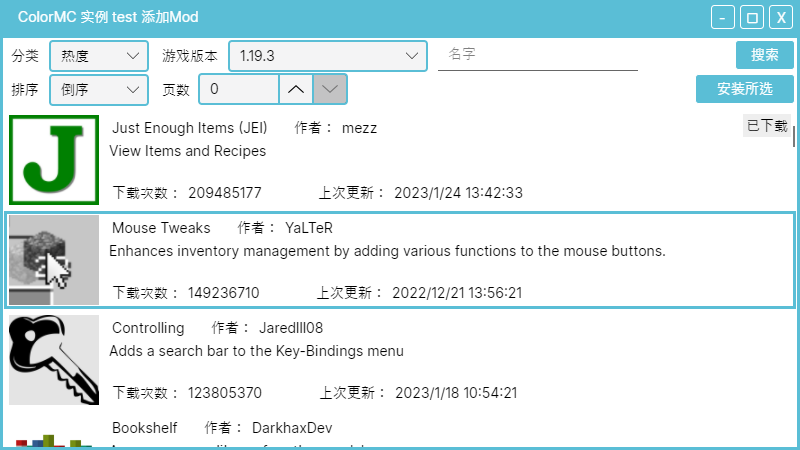 ColorMC 实例 test 添加Mod - □ X
分类 热度 游戏版本 1.19.3 名字 搜索
排序 倒序 页数 0 安装所选
Just Enough Items (JEI) 作者： mezz 已下载
View Items and Recipes
下载次数： 209485177 上次更新： 2023/1/24 13:42:33
Mouse Tweaks 作者： YaLTeR
Enhances inventory management by adding various functions to the mouse buttons.
下载次数： 149236710 上次更新： 2022/12/21 13:56:21
Controlling 作者： Jaredlll08
Adds a search bar to the Key-Bindings menu
下载次数： 123805370 上次更新： 2023/1/18 10:54:21
Bookshelf 作者： DarkhaxDev